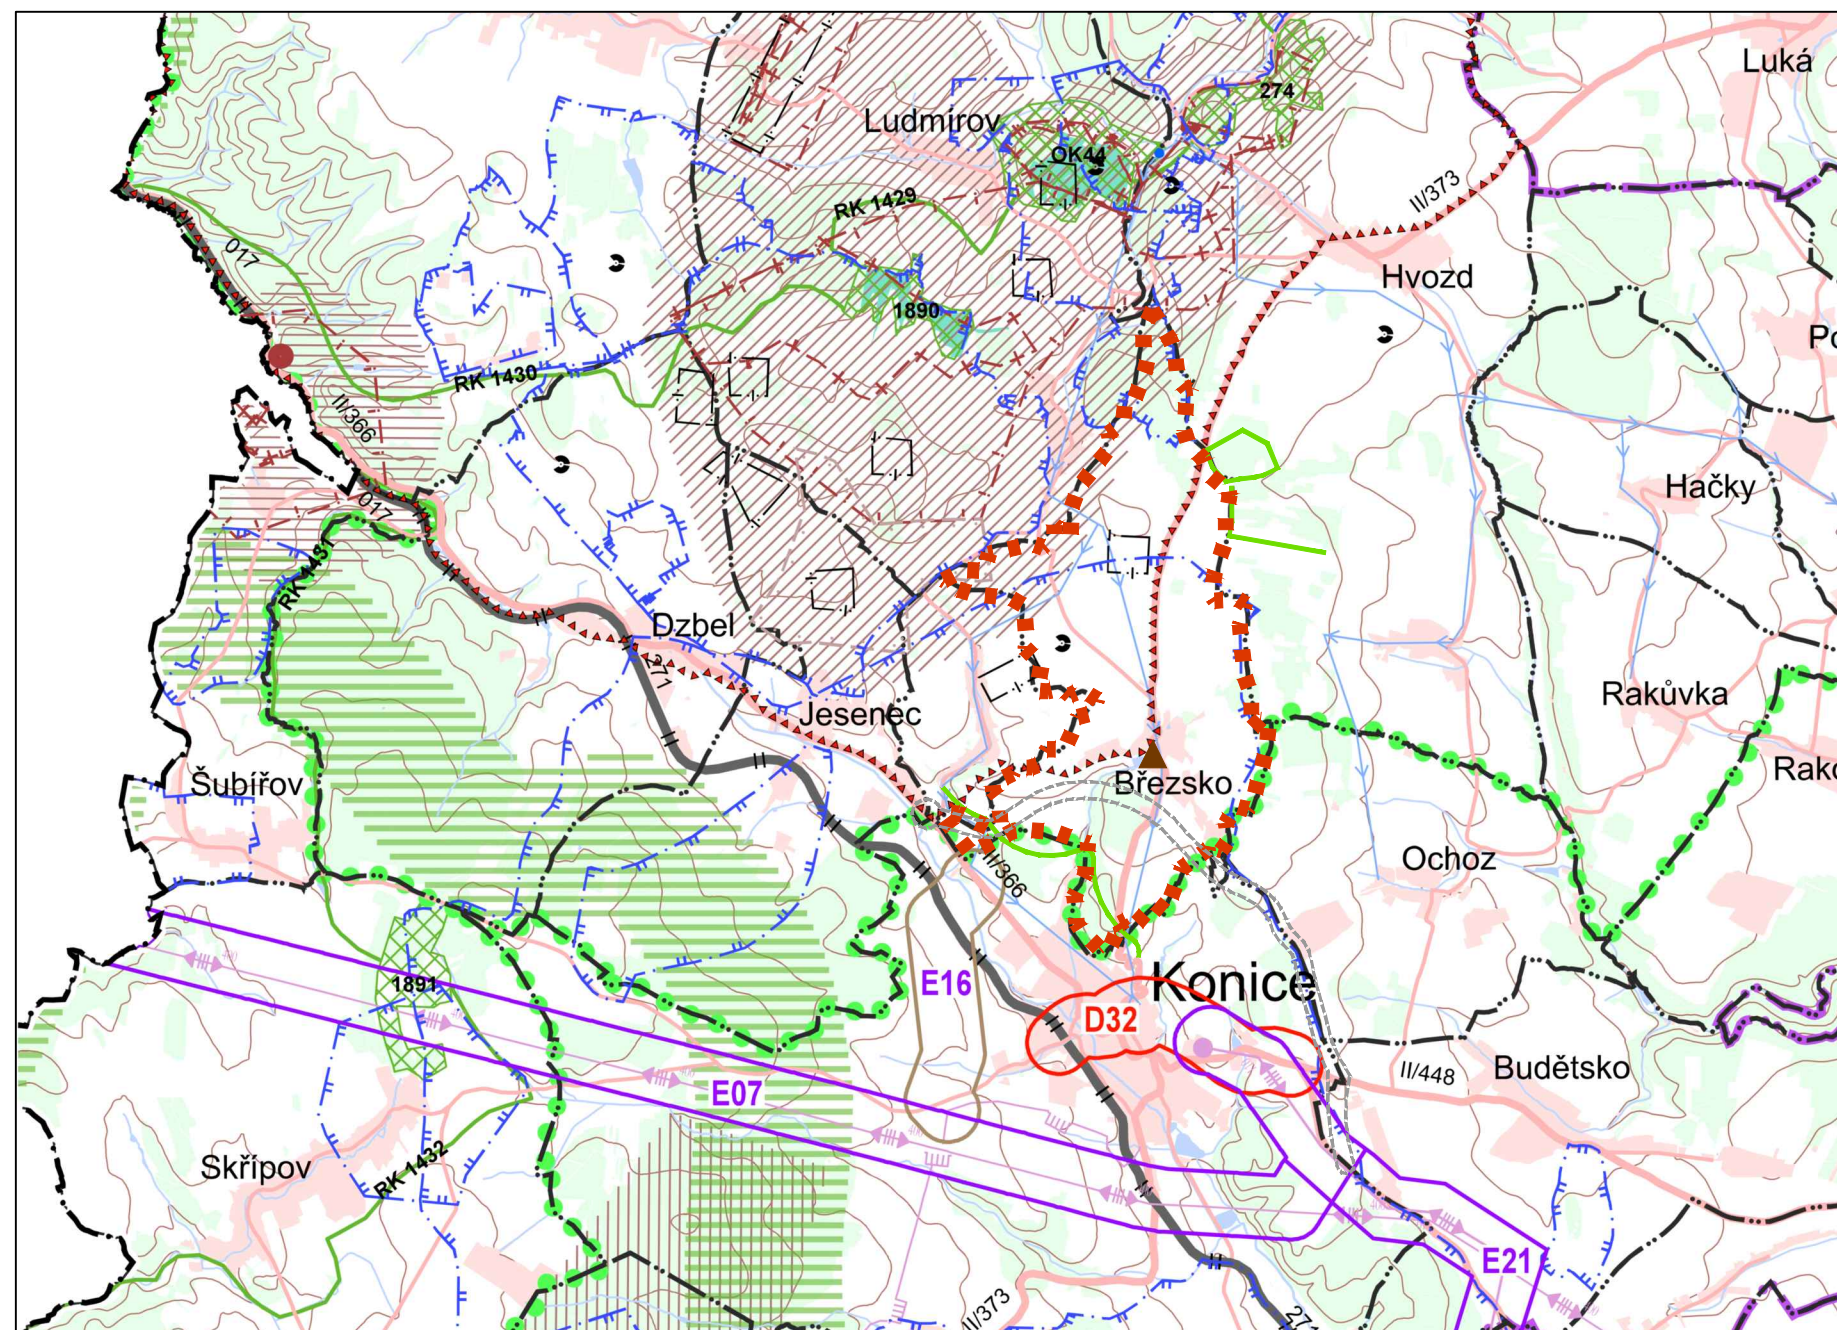 Luká
274
Ludmírov
OK44
II/373
RK 1429
017
Hvozd
1890
RK 1430
II/366
Hačky
017
RK 1431
Dzbel
271
Rakůvka
Jesenec
Březsko
Šubířov
Ochoz
II/366
Konice
E16
1891
D32
E07
II/448
Budětsko
Skřípov
RK 1432
E21
II/373